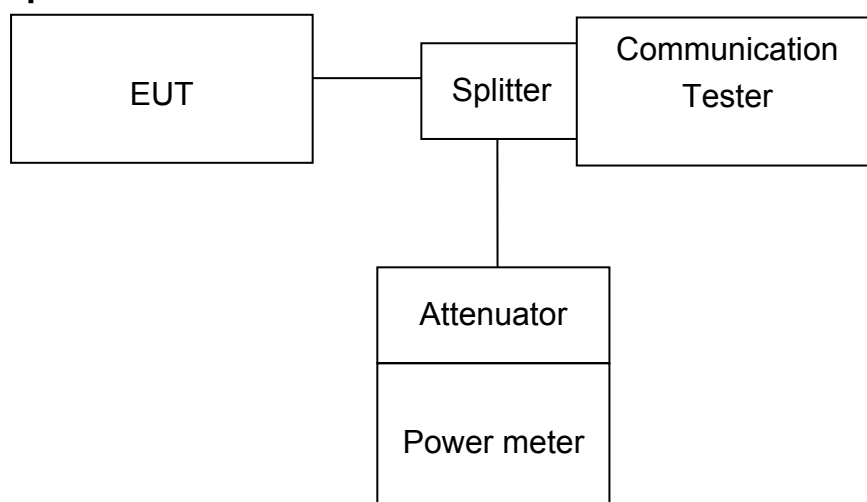 EUT
Splitter
Communication
Tester
Attenuator
Power meter